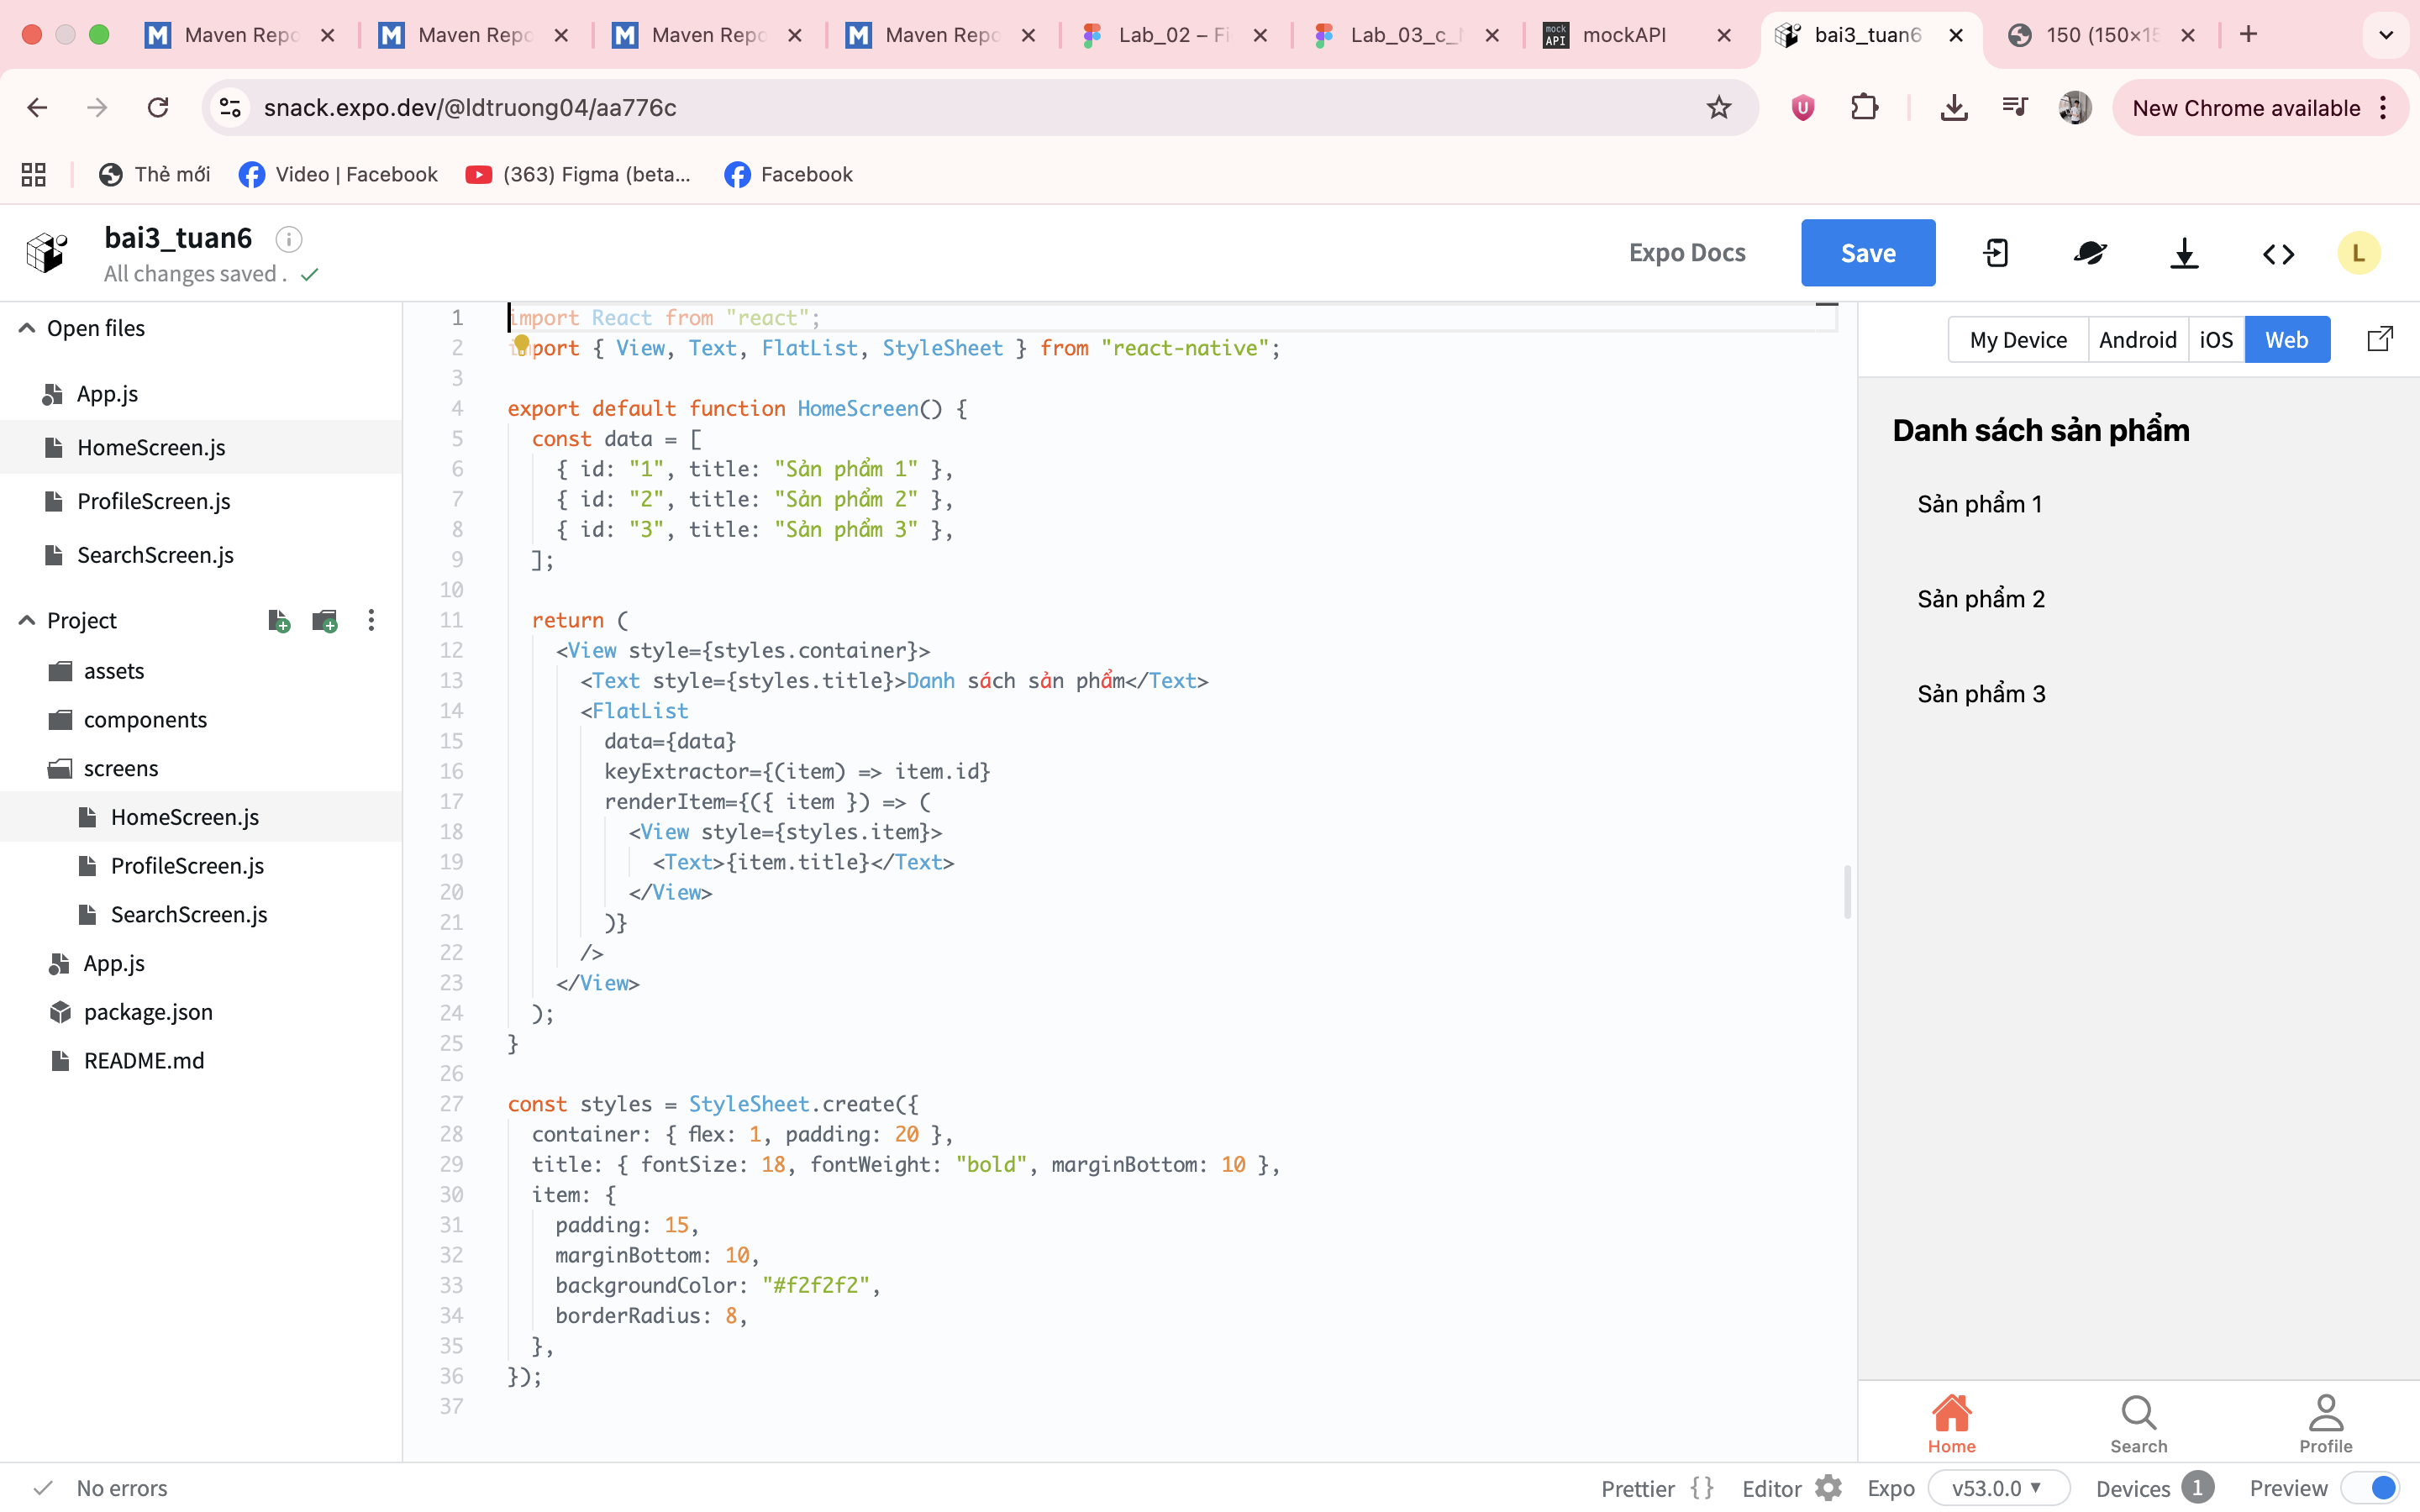 Maven Repo
Maven Repo
Maven Repo
Maven Repo
Lab_02 – Fi
Lab_03_c_
mock API mockAPI
bai3_tuan6
150 (150×15
snack.expo.dev/@ldtruong04/aa776c
New Chrome available
Thẻ mới
Video | Facebook
(363) Figma (beta...
Facebook
bai3_tuan6
All changes saved .
Expo Docs
Save
L
Open files
App.js
HomeScreen.js
ProfileScreen.js
SearchScreen.js
Project
assets
components
screens
HomeScreen.js
ProfileScreen.js
SearchScreen.js
App.js
package.json
README.md
1 import React from "react";
2 import { View, Text, FlatList, StyleSheet } from "react-native";
3
4 export default function HomeScreen() {
5 const data = [
6 { id: "1", title: "Sản phẩm 1" },
7 { id: "2", title: "Sản phẩm 2" },
8 { id: "3", title: "Sản phẩm 3" },
9 ];
10
11 return (
12 <View style={styles.container}>
13 <Text style={styles.title}>Danh sách sản phẩm</Text>
14 <FlatList
15 data={data}
16 keyExtractor={(item) => item.id}
17 renderItem={({ item }) => (
18 <View style={styles.item}>
19 <Text>{item.title}</Text>
20 </View>
21 )}
22 />
23 </View>
24 );
25 }
26
27 const styles = StyleSheet.create({
28 container: { flex: 1, padding: 20 },
29 title: { fontSize: 18, fontWeight: "bold", marginBottom: 10 },
30 item: {
31 padding: 15,
32 marginBottom: 10,
33 backgroundColor: "#f2f2f2",
34 borderRadius: 8,
35 },
36 });
37
My Device
Android
iOS
Web
Danh sách sản phẩm
Sản phẩm 1
Sản phẩm 2
Sản phẩm 3
Home
Search
Profile
No errors
Prettier { }
Editor
Expo
v53.0.0
Devices 1
Preview